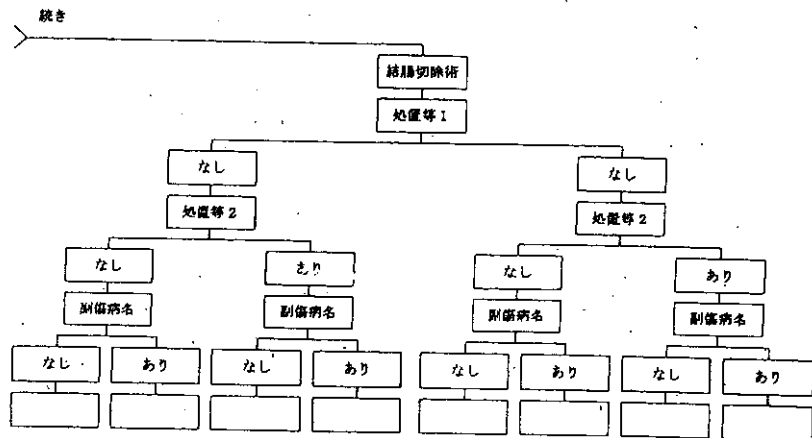 続き
結腸切除術
処置等1
なし なし
処置等2 処置等2
なし あり なし あり
副傷病名 副傷病名 副傷病名 副傷病名
なし あり なし あり なし あり なし あり